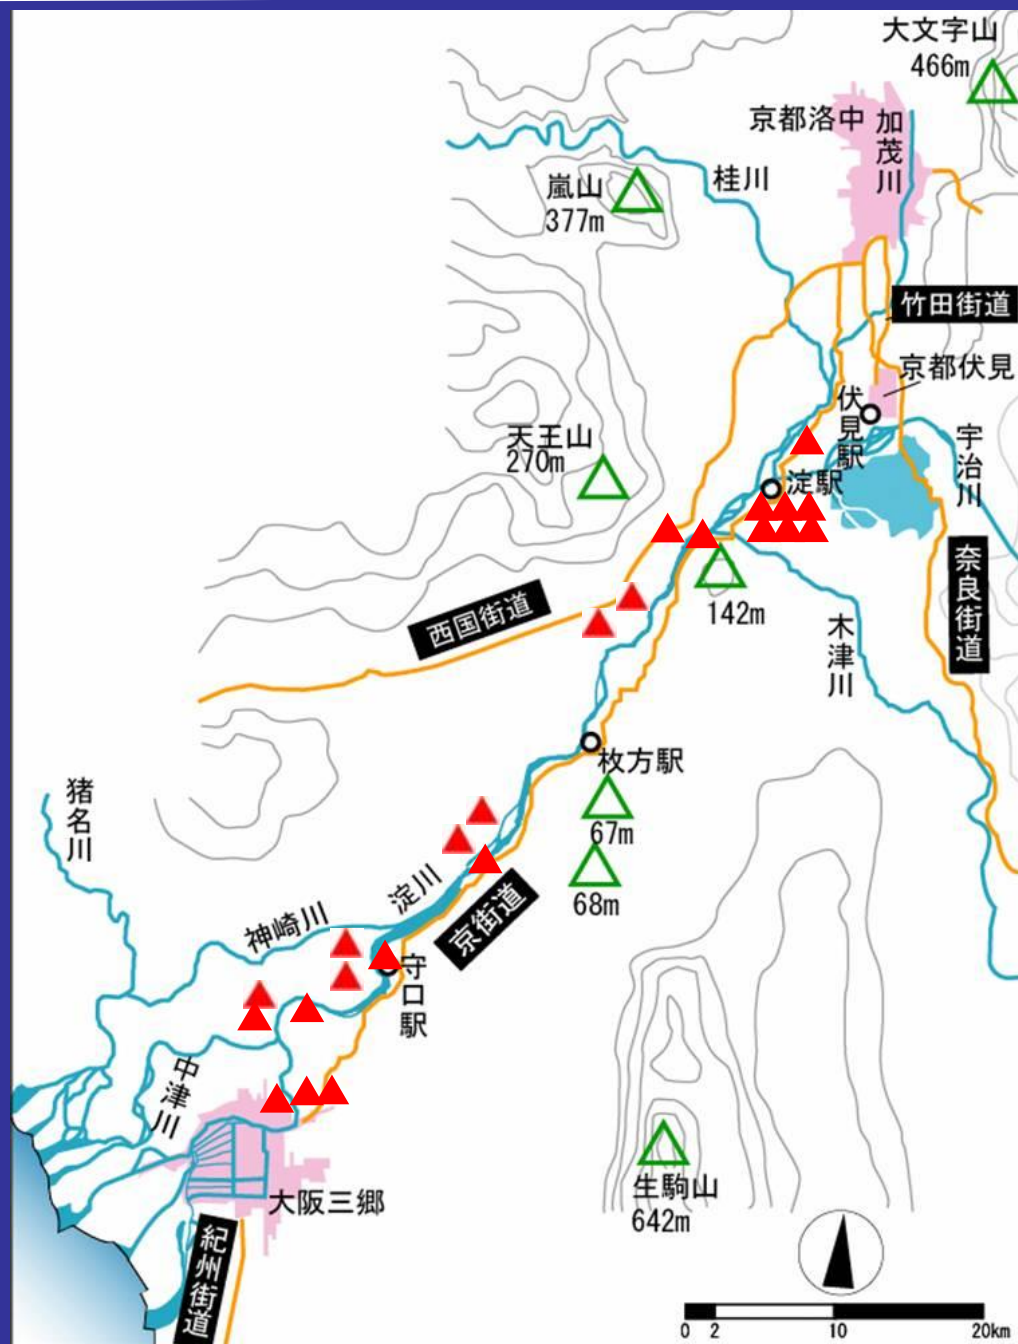 大文字山
466m
京都洛中
加茂川
桂川
嵐山
377m
竹田街道
京都伏見
伏見駅
宇治川
天王山
270m
淀駅
奈良街道
西国街道
142m
木津川
枚方駅
67m
猪名川
68m
淀川
京街道
神崎川
守口駅
中津川
生駒山
642m
大阪三郷
紀州街道
0 2 10 20km